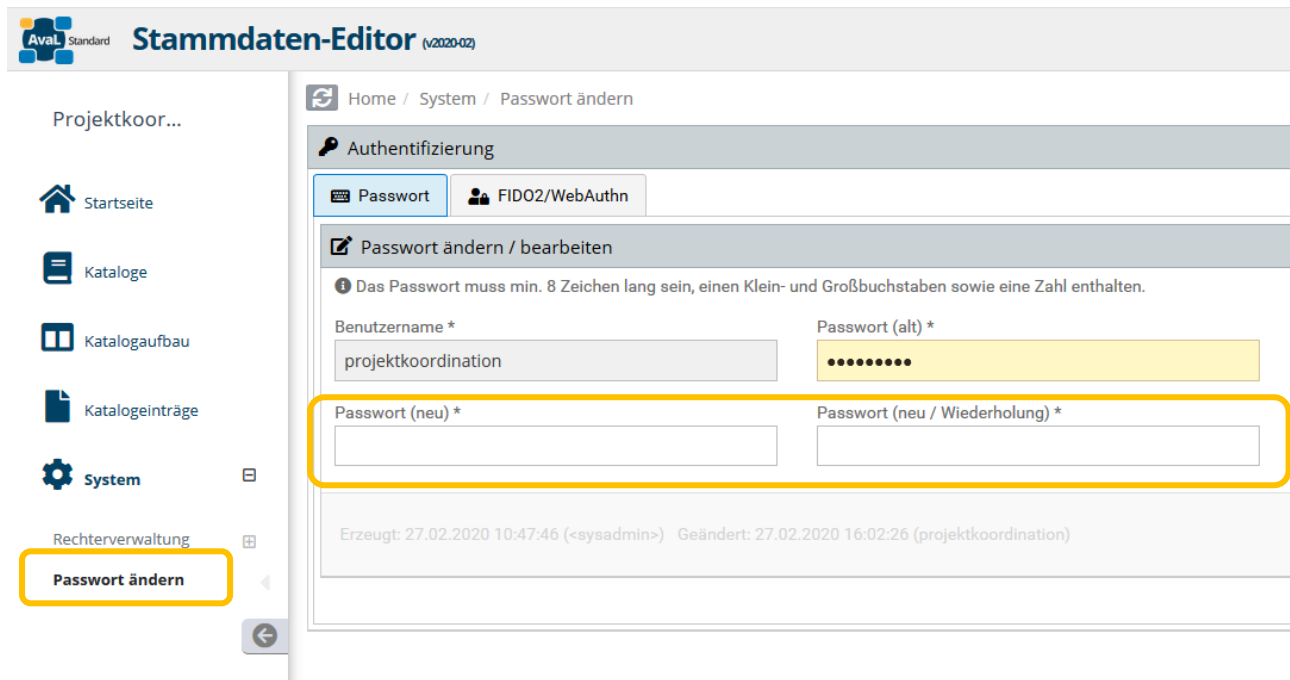 AvaL Standard Stammdaten-Editor (v2020-02)
Projektkoor...
Startseite
Kataloge
Katalogaufbau
Katalogeinträge
System
Rechterverwaltung
Passwort ändern
Home / System / Passwort ändern
Authentifizierung
Passwort FIDO2/WebAuthn
Passwort ändern / bearbeiten
Das Passwort muss min. 8 Zeichen lang sein, einen Klein- und Großbuchstaben sowie eine Zahl enthalten.
Benutzername * Passwort (alt) *
projektkoordination •••••••••
Passwort (neu) * Passwort (neu / Wiederholung) *
Erzeugt: 27.02.2020 10:47:46 (<sysadmin>) Geändert: 27.02.2020 16:02:26 (projektkoordination)